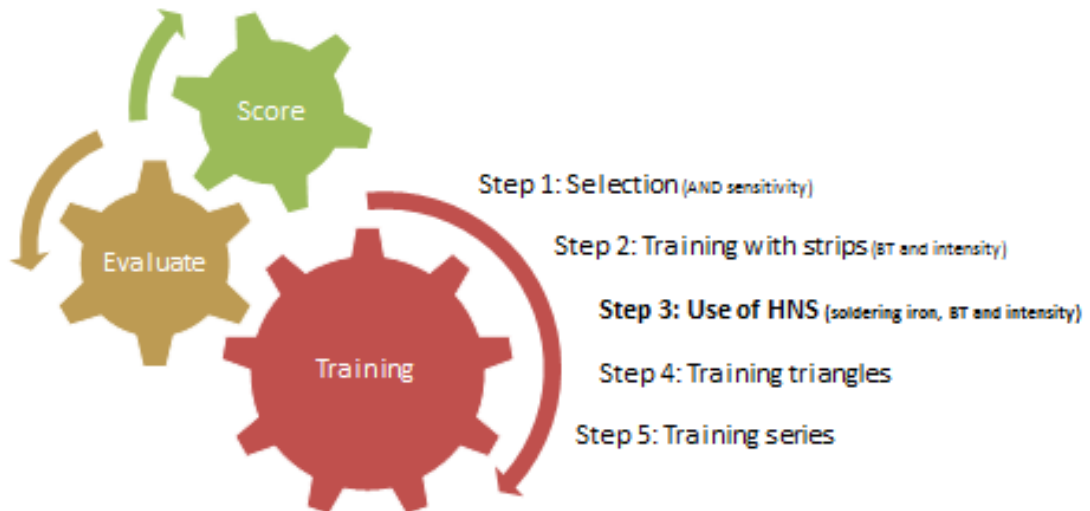 Score
Evaluate
Training
Step 1: Selection (AND sensitivity)
Step 2: Training with strips (BT and intensity)
Step 3: Use of HNS (soldering iron, BT and intensity)
Step 4: Training triangles
Step 5: Training series